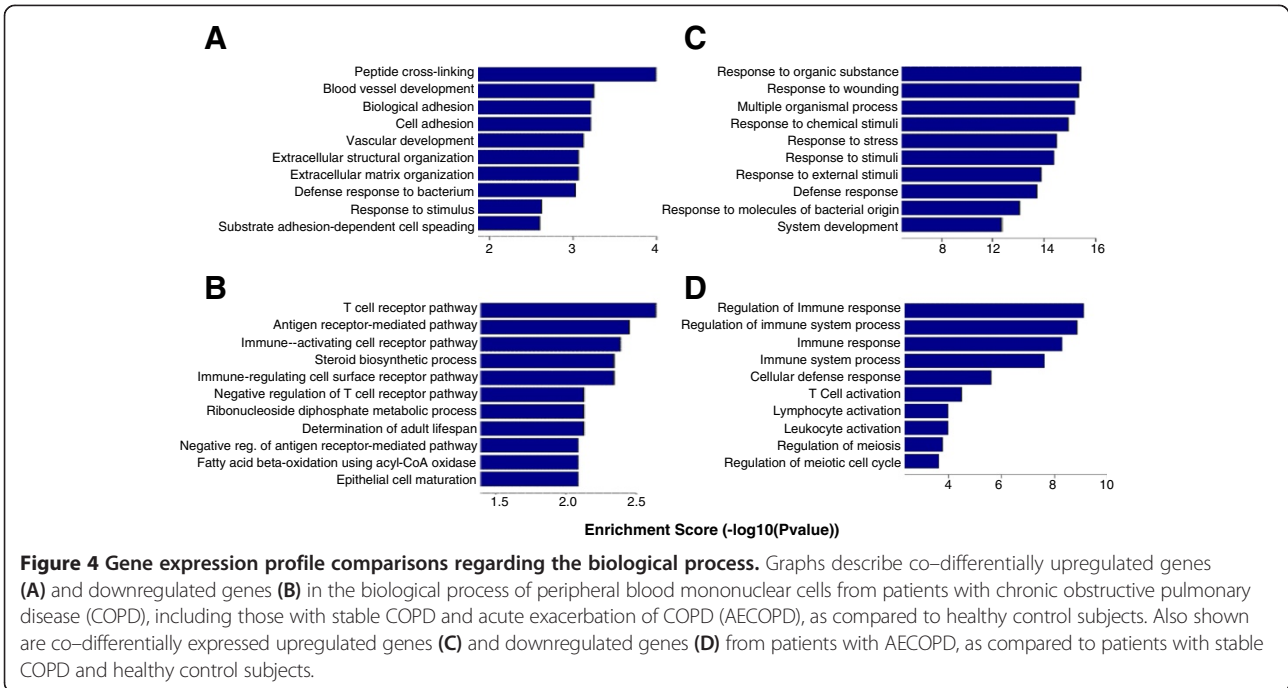 A
Peptide cross-linking
Blood vessel development
Biological adhesion
Cell adhesion
Vascular development
Extracellular structural organization
Extracellular matrix organization
Defense response to bacterium
Response to stimulus
Substrate adhesion-dependent cell speading
2 3 4
C
Response to organic substance
Response to wounding
Multiple organismal process
Response to chemical stimuli
Response to stress
Response to stimuli
Response to external stimuli
Defense response
Response to molecules of bacterial origin
System development
8 12 14 16
B
T cell receptor pathway
Antigen receptor-mediated pathway
Immune--activating cell receptor pathway
Steroid biosynthetic process
Immune-regulating cell surface receptor pathway
Negative regulation of T cell receptor pathway
Ribonucleoside diphosphate metabolic process
Determination of adult lifespan
Negative reg. of antigen receptor-mediated pathway
Fatty acid beta-oxidation using acyl-CoA oxidase
Epithelial cell maturation
1.5 2.0 2.5
D
Regulation of Immune response
Regulation of immune system process
Immune response
Immune system process
Cellular defense response
T Cell activation
Lymphocyte activation
Leukocyte activation
Regulation of meiosis
Regulation of meiotic cell cycle
4 6 8 10
Enrichment Score (-log10(Pvalue))
Figure 4 Gene expression profile comparisons regarding the biological process. Graphs describe co–differentially upregulated genes
(A) and downregulated genes (B) in the biological process of peripheral blood mononuclear cells from patients with chronic obstructive pulmonary
disease (COPD), including those with stable COPD and acute exacerbation of COPD (AECOPD), as compared to healthy control subjects. Also shown
are co–differentially expressed upregulated genes (C) and downregulated genes (D) from patients with AECOPD, as compared to patients with stable
COPD and healthy control subjects.